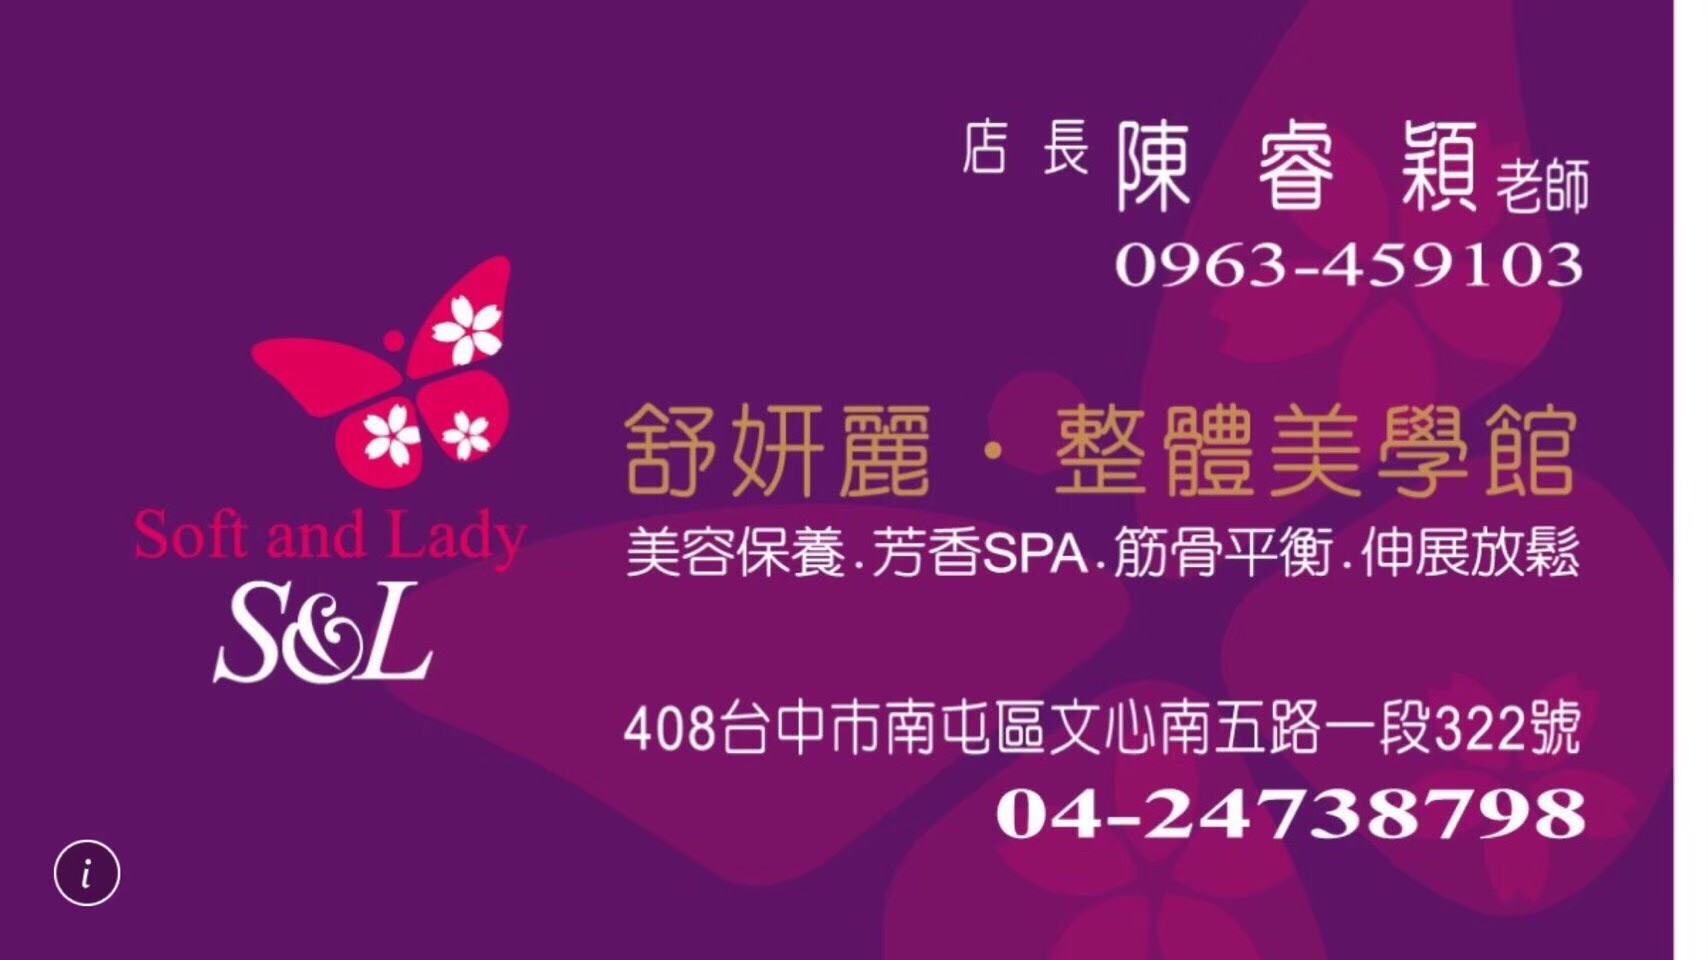 店長 陳睿穎老師
0963-459103
舒妍麗・整體美學館
美容保養.芳香SPA.筋骨平衡.伸展放鬆
Soft and Lady
S&L
408台中市南屯區文心南五路一段322號
04-24738798
i